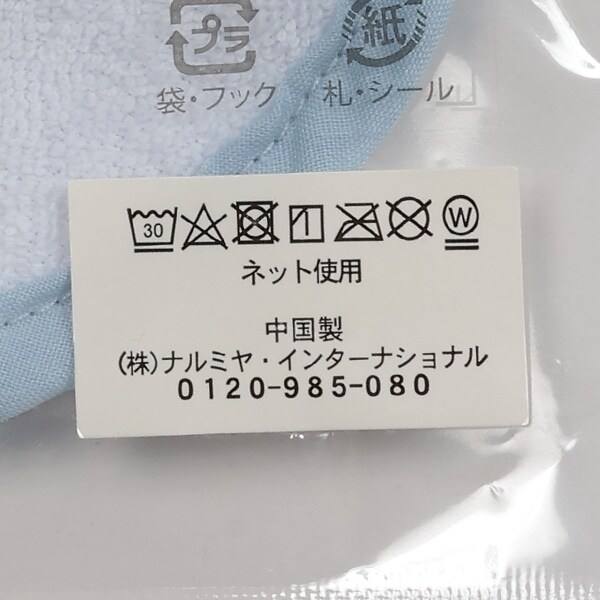 プラ 紙
袋・フック 札・シール
30 W
ネット使用
中国製
(株)ナルミヤ・インターナショナル
0120-985-080